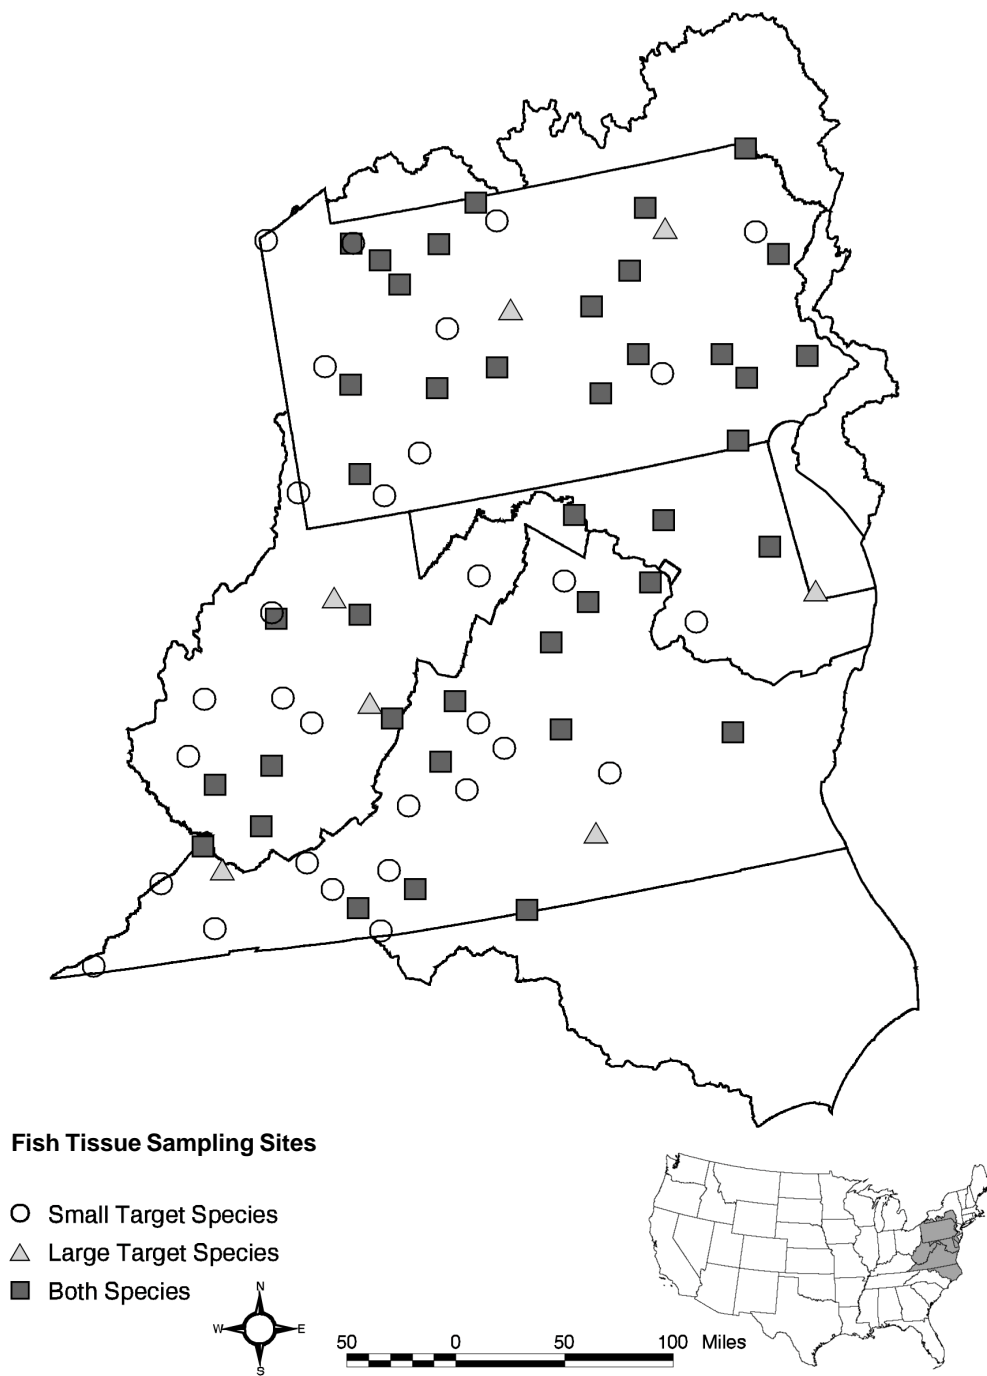 Fish Tissue Sampling Sites
Small Target Species
Large Target Species
Both Species
N
W E
S
50 0 50 100 Miles